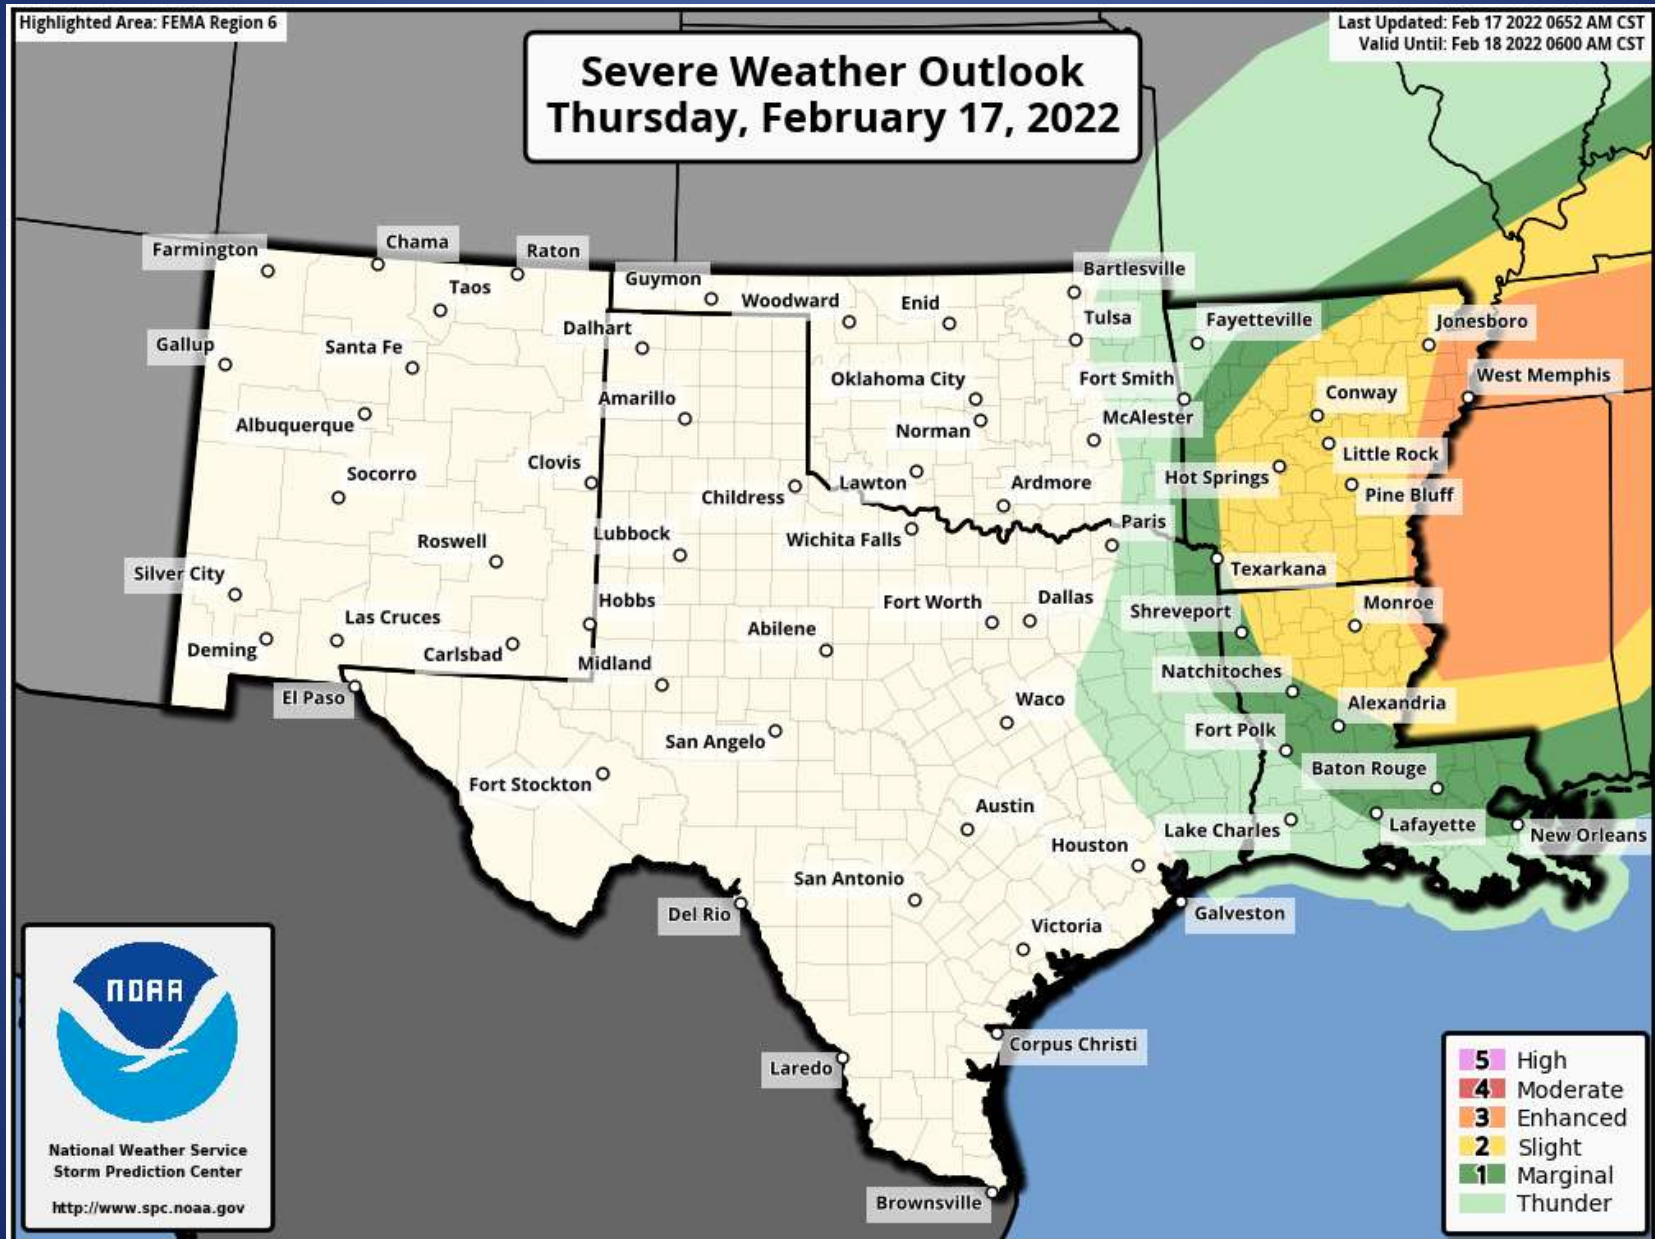 Highlighted Area: FEMA Region 6
Last Updated: Feb 17 2022 0652 AM CST
Valid Until: Feb 18 2022 0600 AM CST
Severe Weather Outlook
Thursday, February 17, 2022
Farmington
Chama
Raton
Taos
Guymon
Woodward
Enid
Bartlesville
Gallup
Santa Fe
Dalhart
Tulsa
Fayetteville
Jonesboro
Albuquerque
Amarillo
Oklahoma City
Fort Smith
Conway
West Memphis
Norman
McAlester
Socorro
Clovis
Childress
Lawton
Ardmore
Hot Springs
Little Rock
Pine Bluff
Roswell
Lubbock
Wichita Falls
Paris
Texarkana
Silver City
Las Cruces
Hobbs
Abilene
Fort Worth
Dallas
Shreveport
Monroe
Deming
Carlsbad
Midland
Natchitoches
El Paso
San Angelo
Waco
Fort Polk
Alexandria
Fort Stockton
Baton Rouge
Austin
Houston
Lake Charles
Lafayette
New Orleans
San Antonio
Del Rio
Victoria
Galveston
Laredo
Corpus Christi
Brownsville
NOAA
National Weather Service
Storm Prediction Center
http://www.spc.noaa.gov
5 High
4 Moderate
3 Enhanced
2 Slight
1 Marginal
Thunder